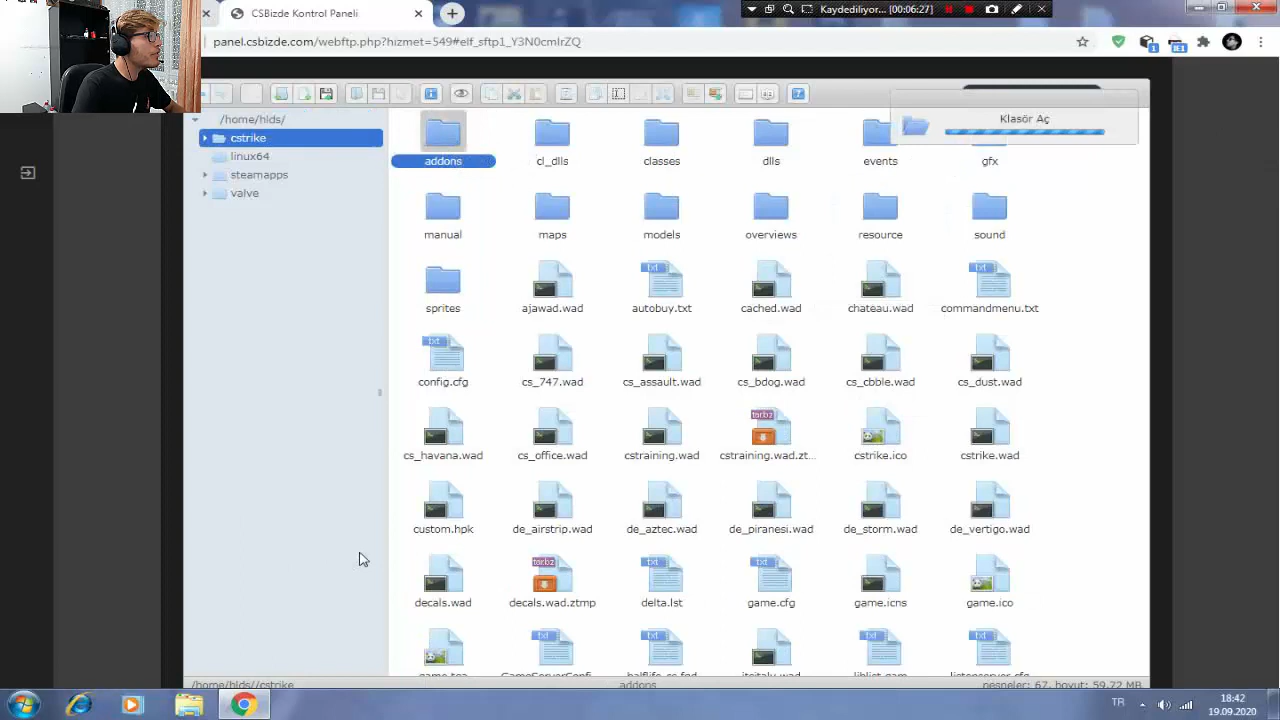 CSBizde Kontrol Paneli
Kaydediliyor... (00:06:27)
panel.csbizde.com/webftp.php?hizmet=549#elf_sftp1_Y3N0cmlrZQ
/home/hlds/
cstrike
linux64
steamapps
valve
Klasör Aç
addons cl_dlls classes dlls events gfx
manual maps models overviews resource sound
sprites ajawad.wad autobuy.txt cached.wad chateau.wad commandmenu.txt
config.cfg cs_747.wad cs_assault.wad cs_bdog.wad cs_cbble.wad cs_dust.wad
cs_havana.wad cs_office.wad cstraining.wad cstraining.wad.zt... cstrike.ico cstrike.wad
custom.hpk de_airstrip.wad de_aztec.wad de_piranesi.wad de_storm.wad de_vertigo.wad
decals.wad decals.wad.ztmp delta.lst game.cfg game.icns game.ico
/home/hlds//cstrike addons nesneler: 67, boyut: 59.72 MB
TR 18:42
19.09.2020